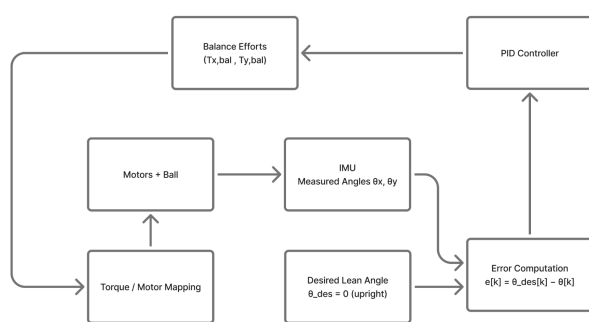 Balance Efforts
(Tx,bal , Ty,bal)
PID Controller
Motors + Ball
IMU
Measured Angles θx, θy
Torque / Motor Mapping
Desired Lean Angle
θ_des = 0 (upright)
Error Computation
e[k] = θ_des[k] − θ[k]